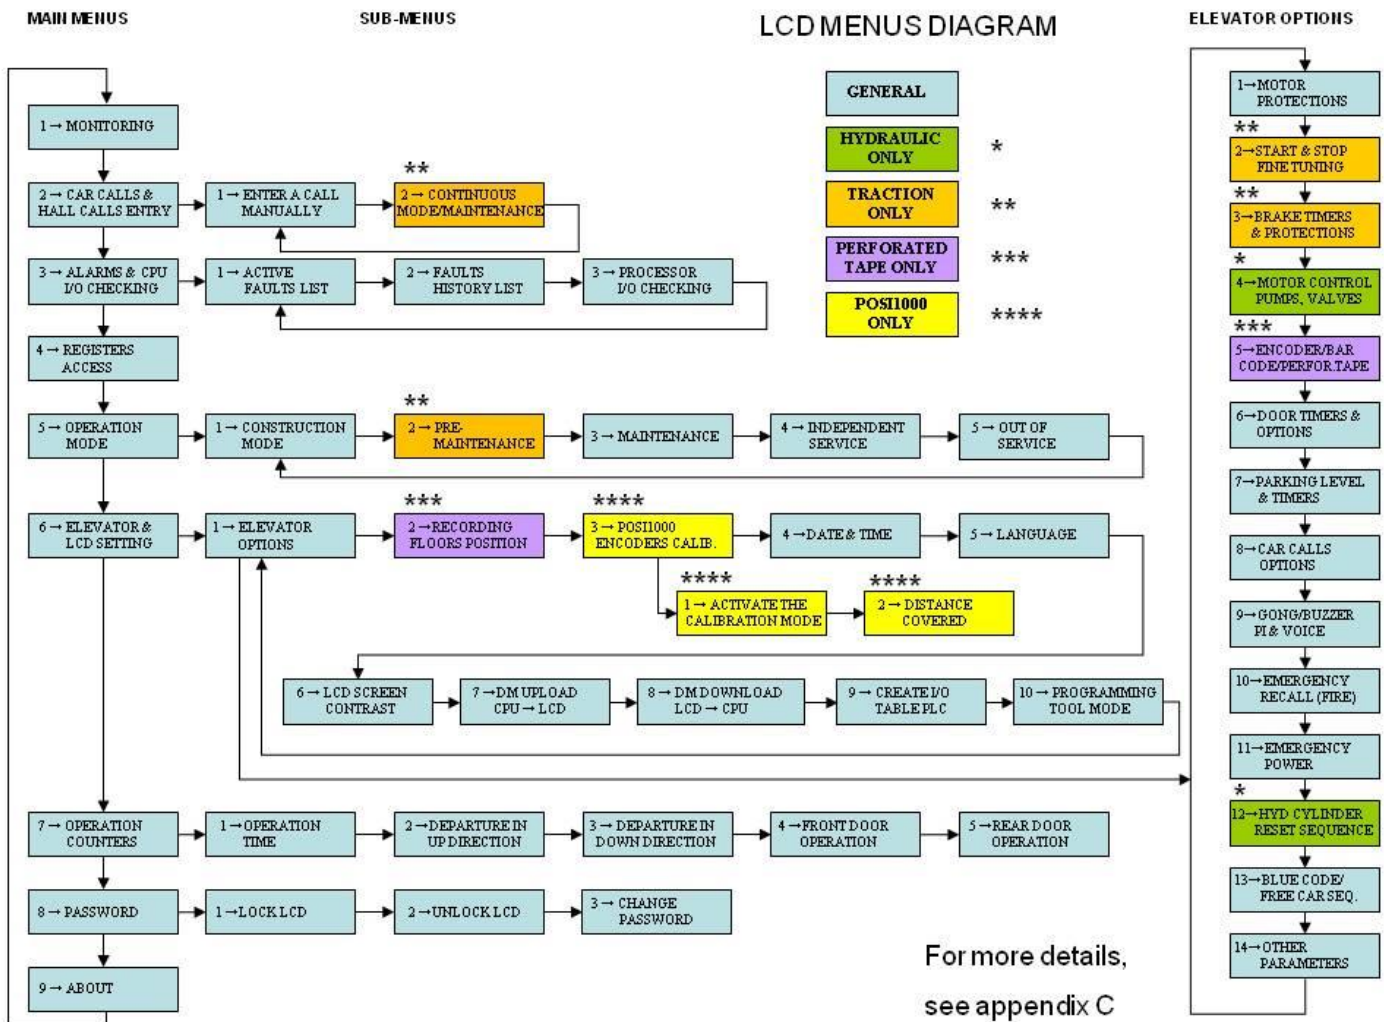 MAIN MENUS
SUB-MENUS
LCD MENUS DIAGRAM
ELEVATOR OPTIONS
GENERAL
HYDRAULIC
ONLY
*
TRACTION
ONLY
**
PERFORATED
TAPE ONLY
***
POSI1000
ONLY
****
1→ MONITORING
2→ CAR CALLS &
HALL CALLS ENTRY
1→ ENTER A CALL
MANUALLY
**
2→ CONTINUOUS
MODE/MAINTENANCE
3→ ALARMS & CPU
I/O CHECKING
1→ ACTIVE
FAULTS LIST
2→ FAULTS
HISTORY LIST
3→ PROCESSOR
I/O CHECKING
4→ REGISTERS
ACCESS
5→ OPERATION
MODE
1→ CONSTRUCTION
MODE
**
2→ PRE-
MAINTENANCE
3→ MAINTENANCE
4→ INDEPENDENT
SERVICE
5→ OUT OF
SERVICE
6→ ELEVATOR &
LCD SETTING
1→ ELEVATOR
OPTIONS
***
2→RECORDING
FLOORS POSITION
****
3→ POSI1000
ENCODERS CALIB.
4→DATE & TIME
5→ LANGUAGE
****
1→ ACTIVATE THE
CALIBRATION MODE
****
2→ DISTANCE
COVERED
6→ LCD SCREEN
CONTRAST
7→ DM UPLOAD
CPU → LCD
8→ DM DOWNLOAD
LCD → CPU
9→ CREATE I/O
TABLE PLC
10→ PROGRAMMING
TOOL MODE
7→ OPERATION
COUNTERS
1→OPERATION
TIME
2→DEPARTURE IN
UP DIRECTION
3→ DEPARTURE IN
DOWN DIRECTION
4→FRONT DOOR
OPERATION
5→REAR DOOR
OPERATION
8→ PASSWORD
1→LOCK LCD
2→UNLOCK LCD
3→ CHANGE
PASSWORD
9→ ABOUT
For more details,
see appendix C
1→MOTOR
PROTECTIONS
**
2→START & STOP
FINE TUNING
**
3→BRAKE TIMERS
& PROTECTIONS
*
4→MOTOR CONTROL
PUMPS, VALVES
***
5→ENCODER/BAR
CODE/PERFOR.TAPE
6→DOOR TIMERS &
OPTIONS
7→PARKING LEVEL
& TIMERS
8→CAR CALLS
OPTIONS
9→GONG/BUZZER
PI & VOICE
10→EMERGENCY
RECALL (FIRE)
11→EMERGENCY
POWER
*
12→HYD CYLINDER
RESET SEQUENCE
13→BLUE CODE/
FREE CAR SEQ.
14→OTHER
PARAMETERS